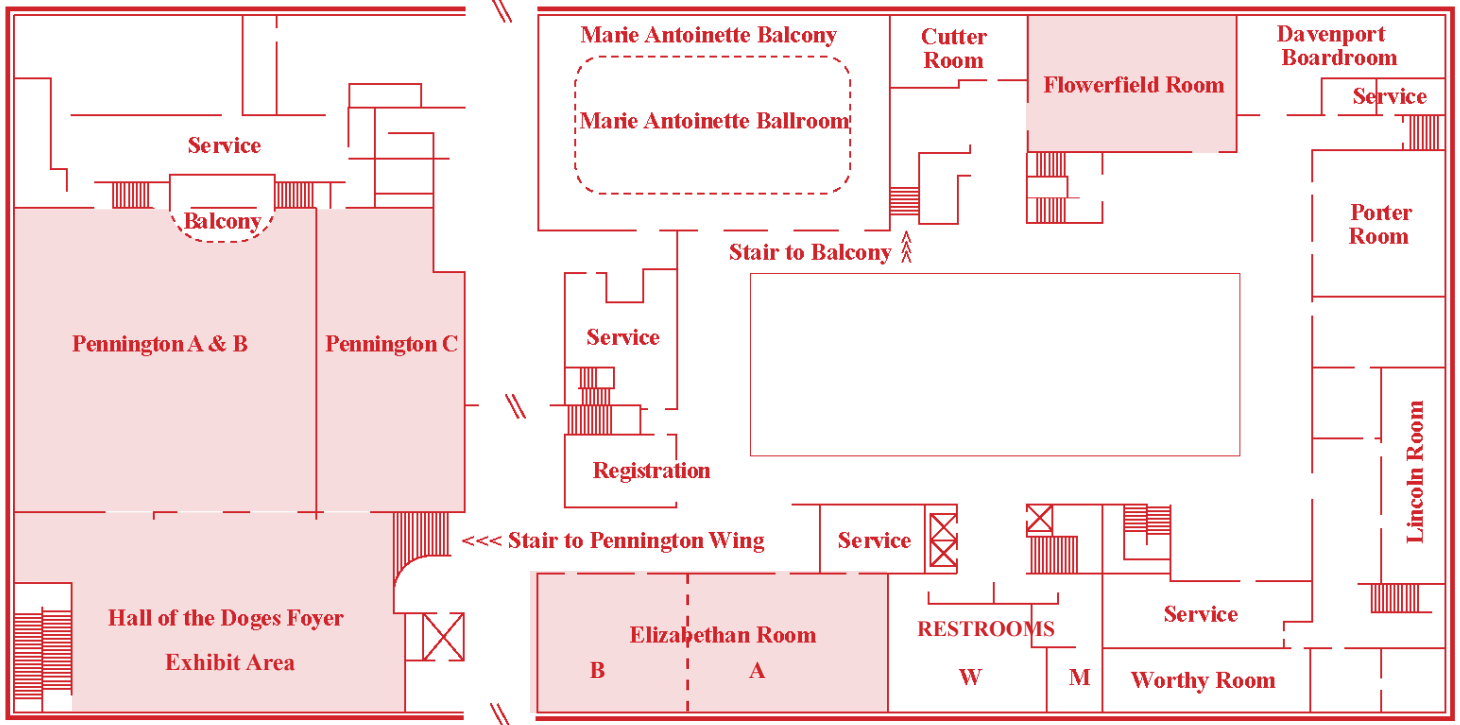 Marie Antoinette Balcony
Marie Antoinette Ballroom
Cutter
Room
Flowerfield Room
Davenport
Boardroom
Service
Service
Balcony
Stair to Balcony
Porter
Room
Pennington A & B
Pennington C
Service
Registration
Lincoln Room
<<< Stair to Pennington Wing
Service
Hall of the Doges Foyer
Exhibit Area
Elizabethan Room
B
A
RESTROOMS
W
M
Service
Worthy Room